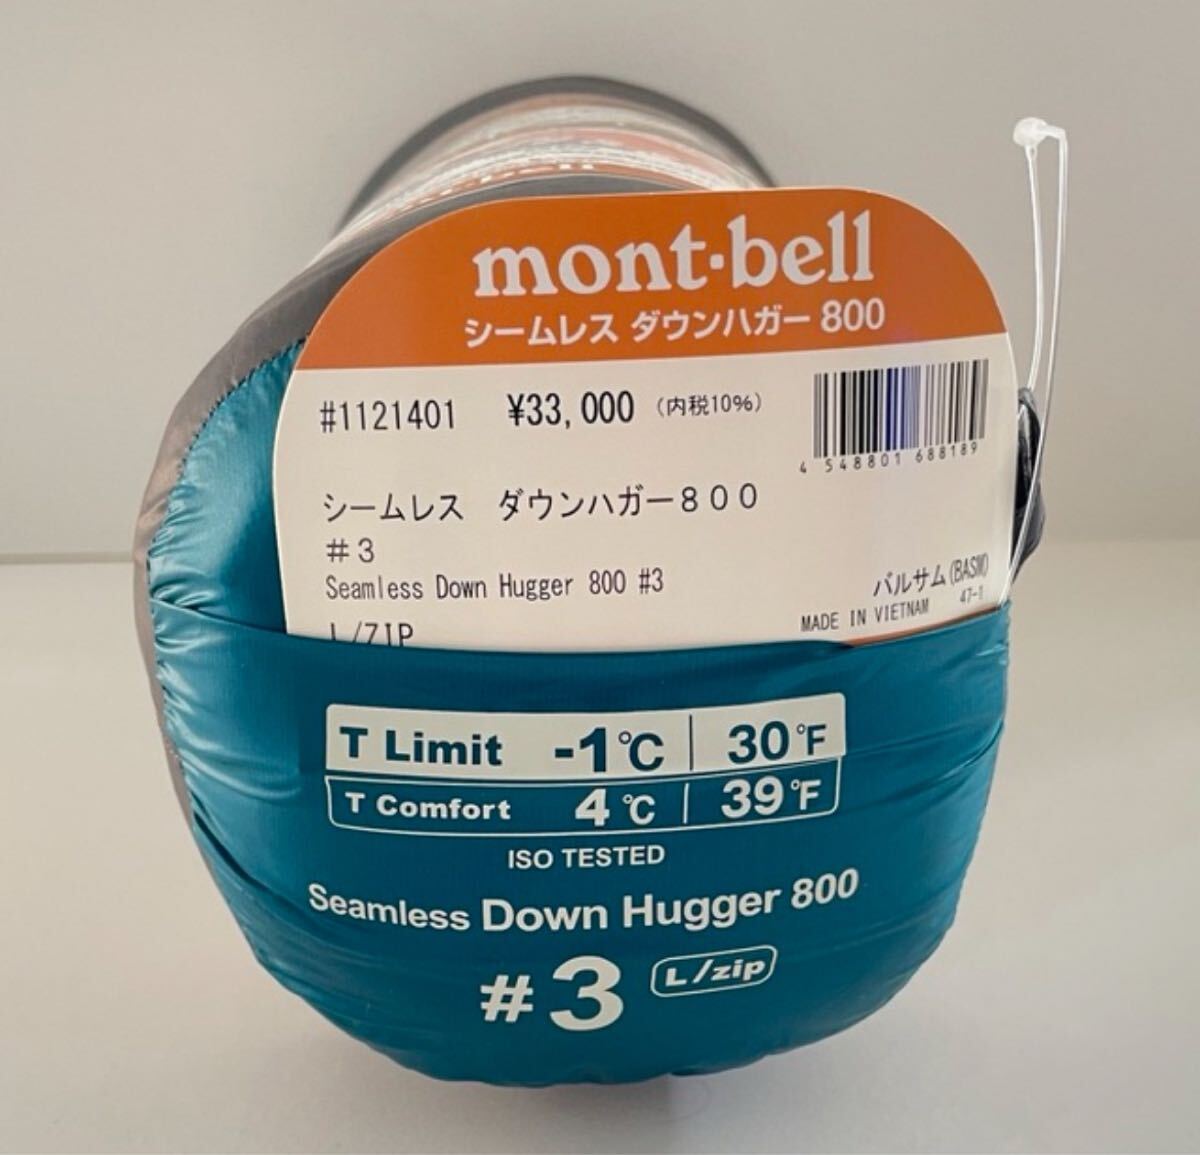 mont-bell
シームレス ダウンハガー 800
#1121401 ¥33,000 (内税10%)
4 548801 688189
シームレス ダウンハガー８００
＃３
Seamless Down Hugger 800 #3
バルサム(BASM)
MADE IN VIETNAM 47-1
L/ZIP
T Limit -1℃ | 30°F
T Comfort 4℃ | 39°F
ISO TESTED
Seamless Down Hugger 800
#3 L/zip